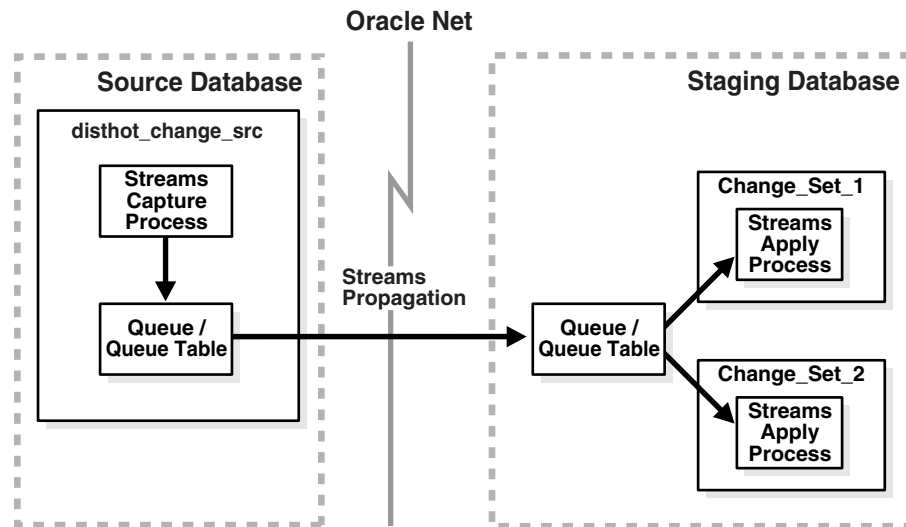 Oracle Net
Source Database
disthot_change_src
Streams
Capture
Process
Queue /
Queue Table
Streams
Propagation
Staging Database
Queue /
Queue Table
Change_Set_1
Streams
Apply
Process
Change_Set_2
Streams
Apply
Process